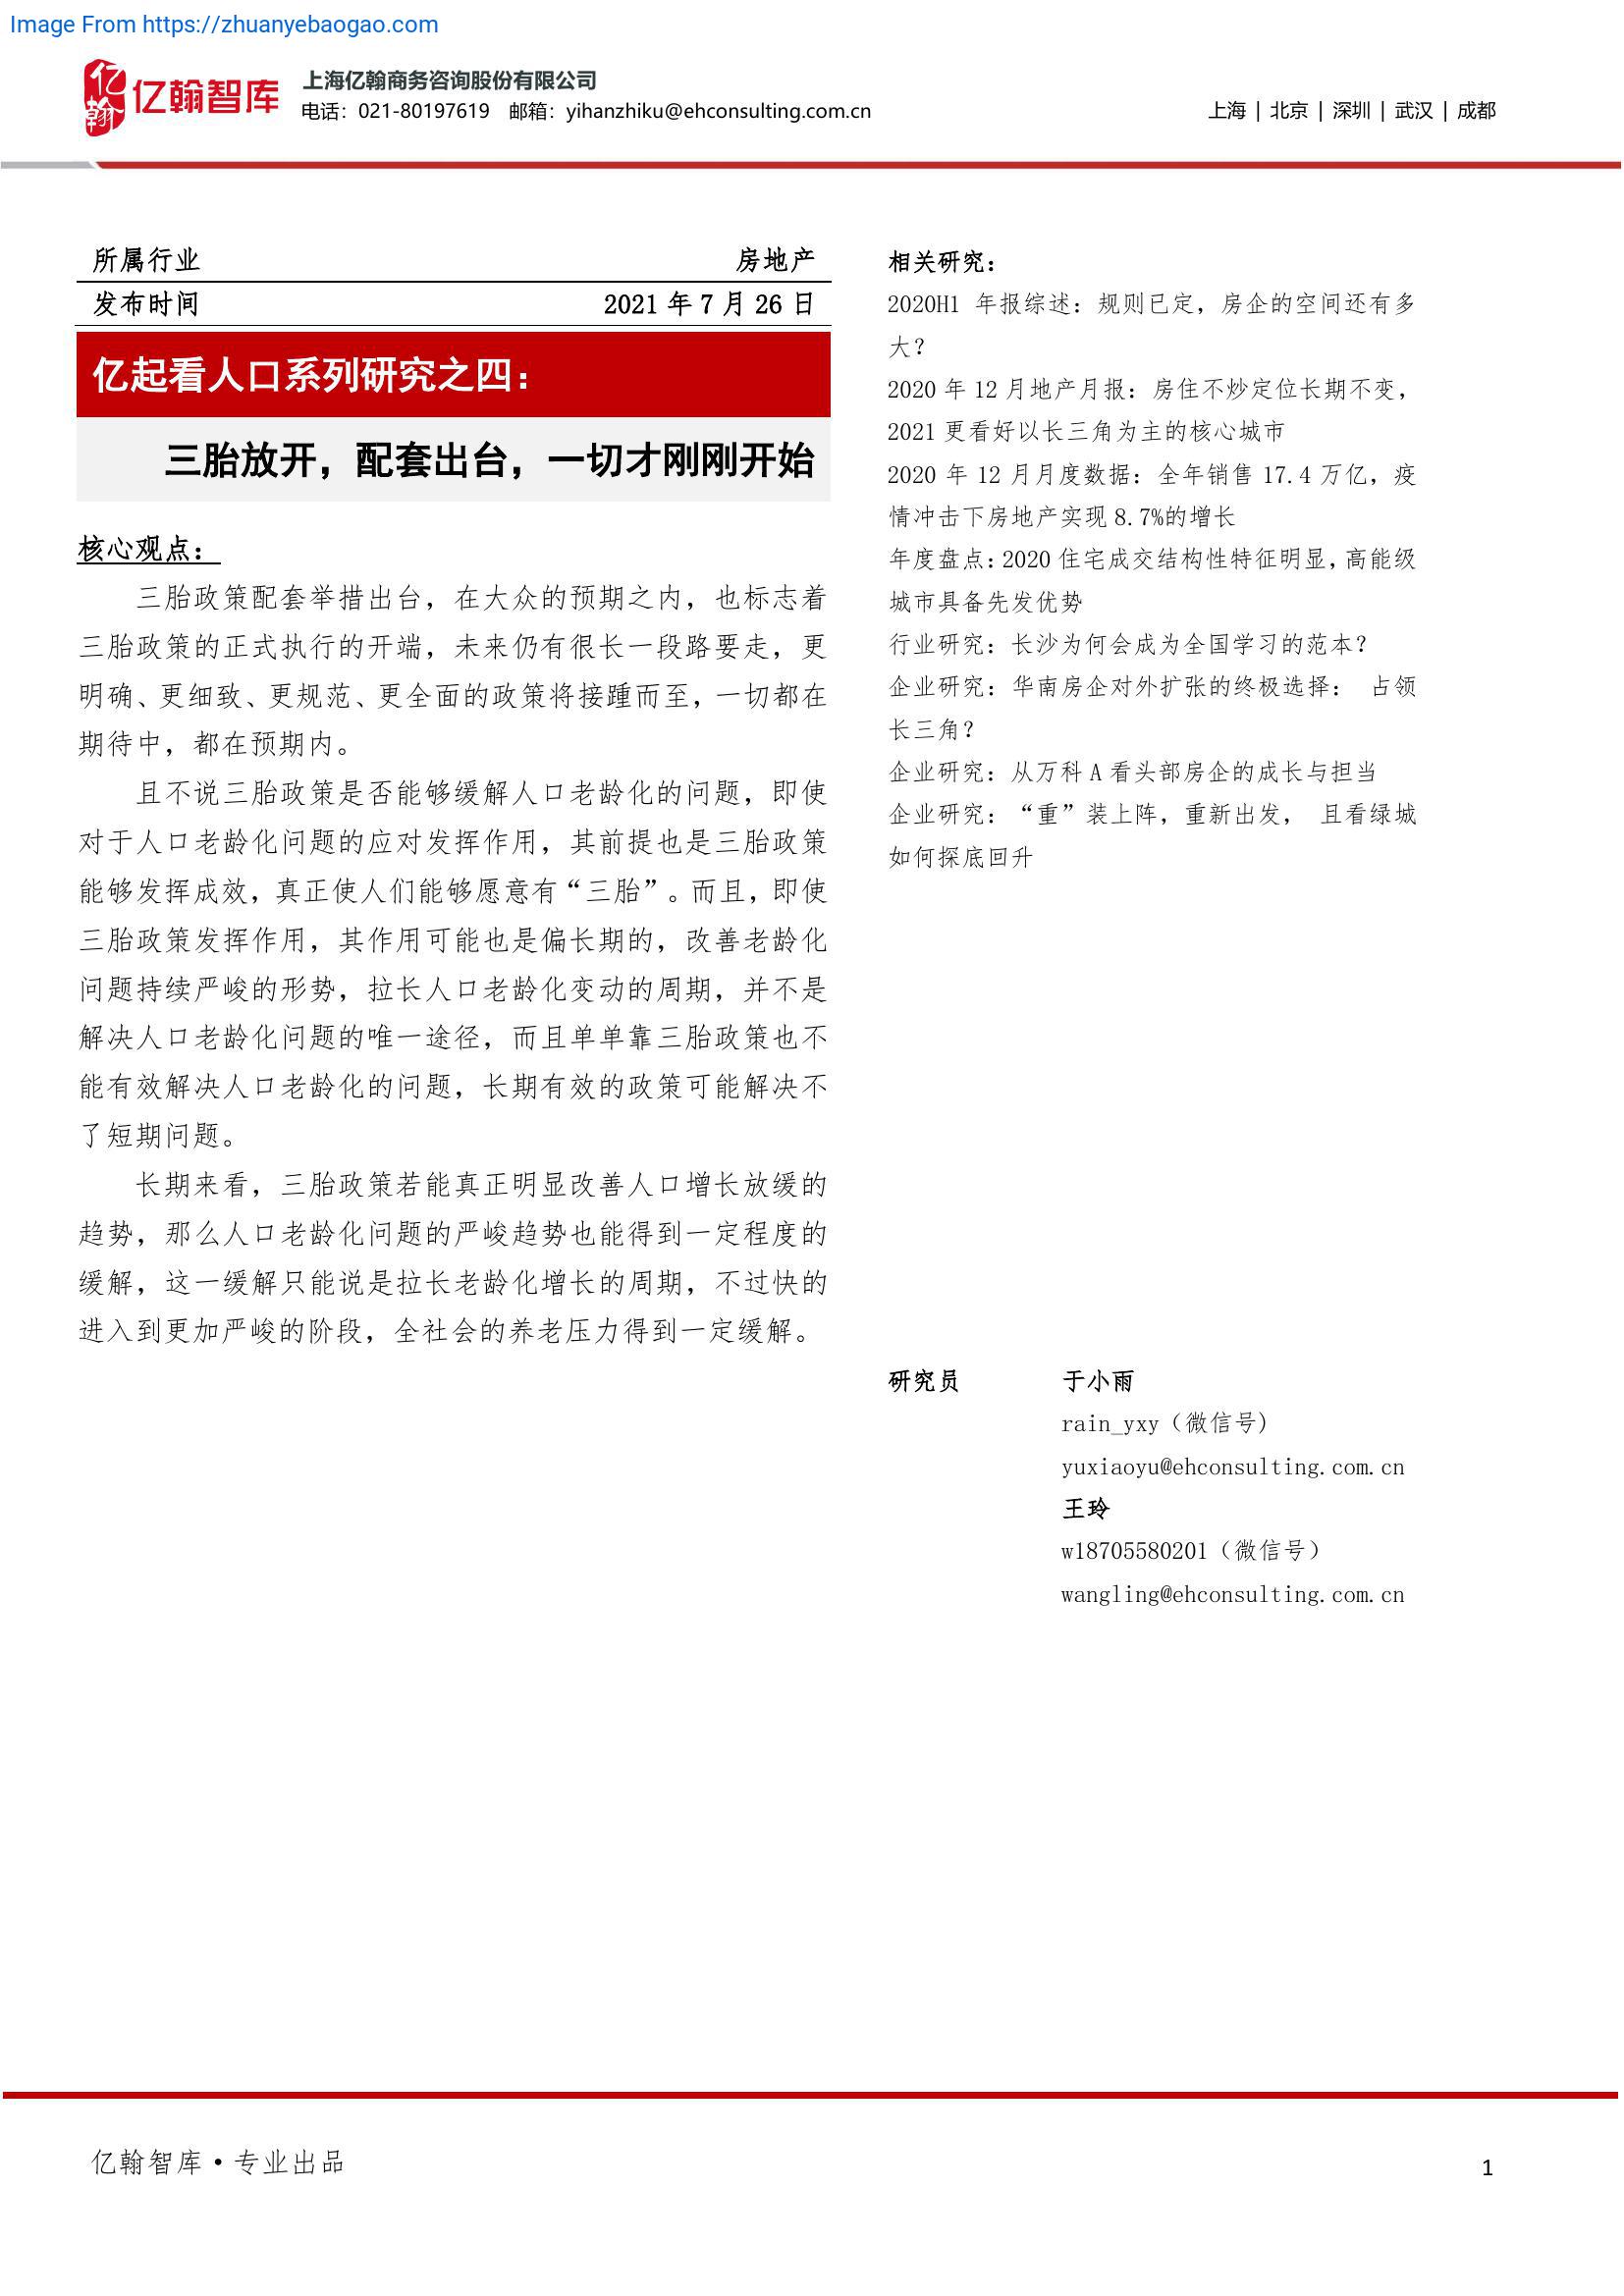 Image From https://zhuanyebaogao.com
亿翰
亿翰智库
上海亿翰商务咨询股份有限公司
电话：021-80197619 邮箱：yihanzhiku@ehconsulting.com.cn
上海 | 北京 | 深圳 | 武汉 | 成都
所属行业 房地产
发布时间 2021 年 7 月 26 日
亿起看人口系列研究之四：
三胎放开，配套出台，一切才刚刚开始
核心观点：
三胎政策配套举措出台，在大众的预期之内，也标志着
三胎政策的正式执行的开端，未来仍有很长一段路要走，更
明确、更细致、更规范、更全面的政策将接踵而至，一切都在
期待中，都在预期内。
且不说三胎政策是否能够缓解人口老龄化的问题，即使
对于人口老龄化问题的应对发挥作用，其前提也是三胎政策
能够发挥成效，真正使人们能够愿意有“三胎”。而且，即使
三胎政策发挥作用，其作用可能也是偏长期的，改善老龄化
问题持续严峻的形势，拉长人口老龄化变动的周期，并不是
解决人口老龄化问题的唯一途径，而且单单靠三胎政策也不
能有效解决人口老龄化的问题，长期有效的政策可能解决不
了短期问题。
长期来看，三胎政策若能真正明显改善人口增长放缓的
趋势，那么人口老龄化问题的严峻趋势也能得到一定程度的
缓解，这一缓解只能说是拉长老龄化增长的周期，不过快的
进入到更加严峻的阶段，全社会的养老压力得到一定缓解。
相关研究：
2020H1 年报综述：规则已定，房企的空间还有多
大？
2020 年 12 月地产月报：房住不炒定位长期不变，
2021 更看好以长三角为主的核心城市
2020 年 12 月月度数据：全年销售 17.4 万亿，疫
情冲击下房地产实现 8.7%的增长
年度盘点：2020 住宅成交结构性特征明显，高能级
城市具备先发优势
行业研究：长沙为何会成为全国学习的范本？
企业研究：华南房企对外扩张的终极选择： 占领
长三角？
企业研究：从万科 A 看头部房企的成长与担当
企业研究：“重”装上阵，重新出发， 且看绿城
如何探底回升
研究员 于小雨
rain_yxy（微信号）
yuxiaoyu@ehconsulting.com.cn
王玲
w18705580201（微信号）
wangling@ehconsulting.com.cn
亿翰智库·专业出品
1